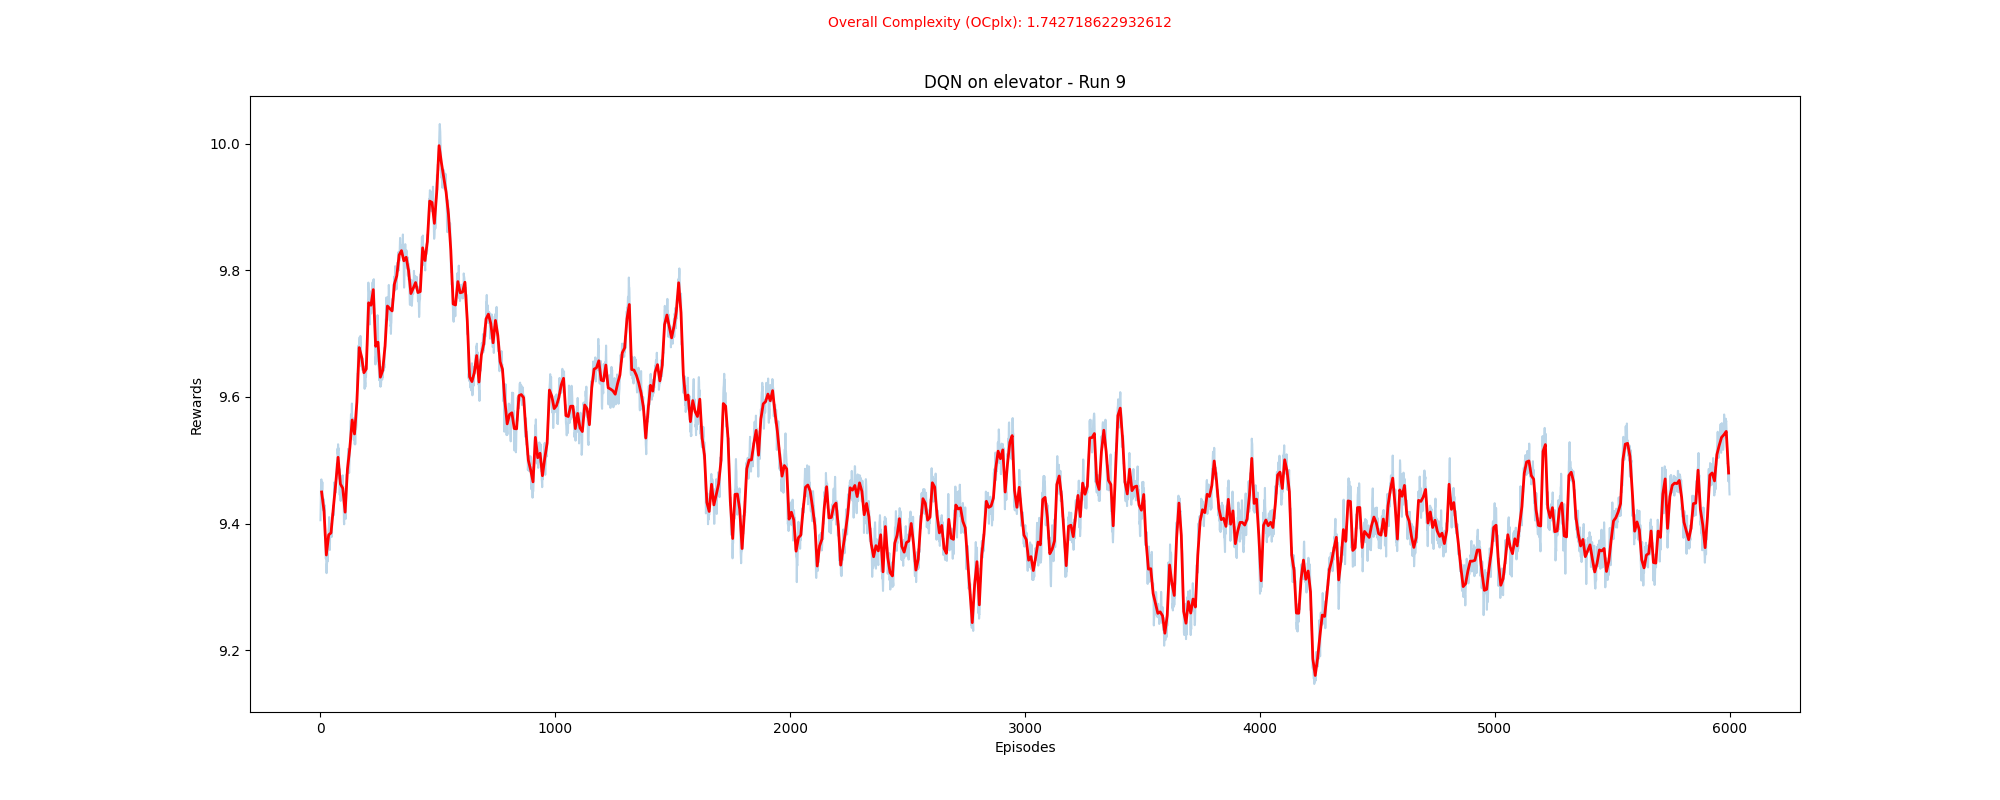 Overall Complexity (OCplx): 1.742718622932612
DQN on elevator - Run 9
10.0
9.8
9.6
9.4
9.2
Rewards
0 1000 2000 3000 4000 5000 6000
Episodes